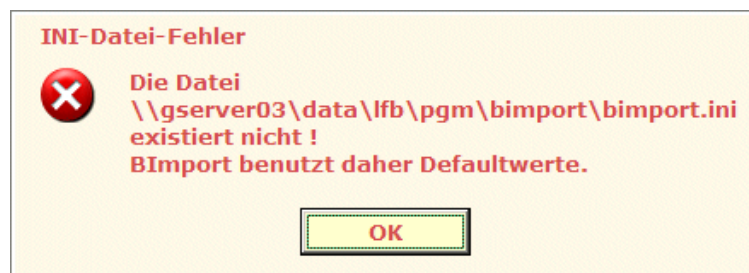 INI-Datei-Fehler
Die Datei
\\gserver03\data\lfb\pgm\bimport\bimport.ini
existiert nicht !
BImport benutzt daher Defaultwerte.
OK